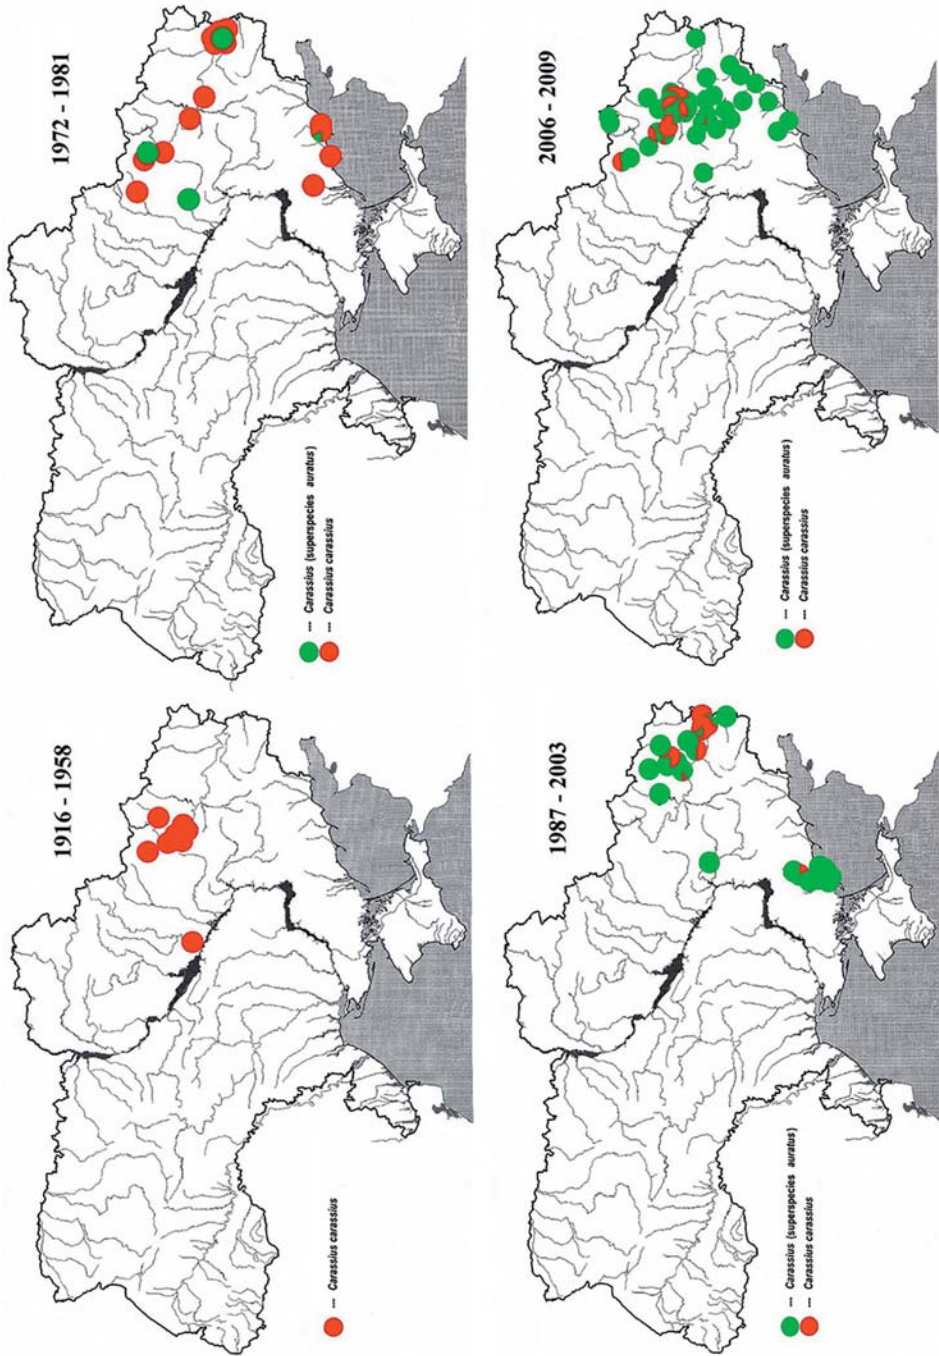 1916 - 1958
--- Carassius carassius
1972 - 1981
--- Carassius (superspecies auratus)
--- Carassius carassius
1987 - 2003
--- Carassius (superspecies auratus)
--- Carassius carassius
2006 - 2009
--- Carassius (superspecies auratus)
--- Carassius carassius